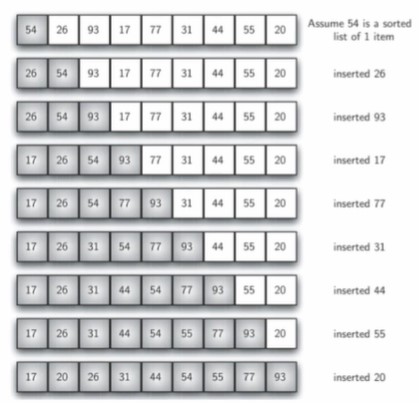 54 26 93 17 77 31 44 55 20 Assume 54 is a sorted
list of 1 item
26 54 93 17 77 31 44 55 20 inserted 26
26 54 93 17 77 31 44 55 20 inserted 93
17 26 54 93 77 31 44 55 20 inserted 17
17 26 54 77 93 31 44 55 20 inserted 77
17 26 31 54 77 93 44 55 20 inserted 31
17 26 31 44 54 77 93 55 20 inserted 44
17 26 31 44 54 55 77 93 20 inserted 55
17 20 26 31 44 54 55 77 93 inserted 20